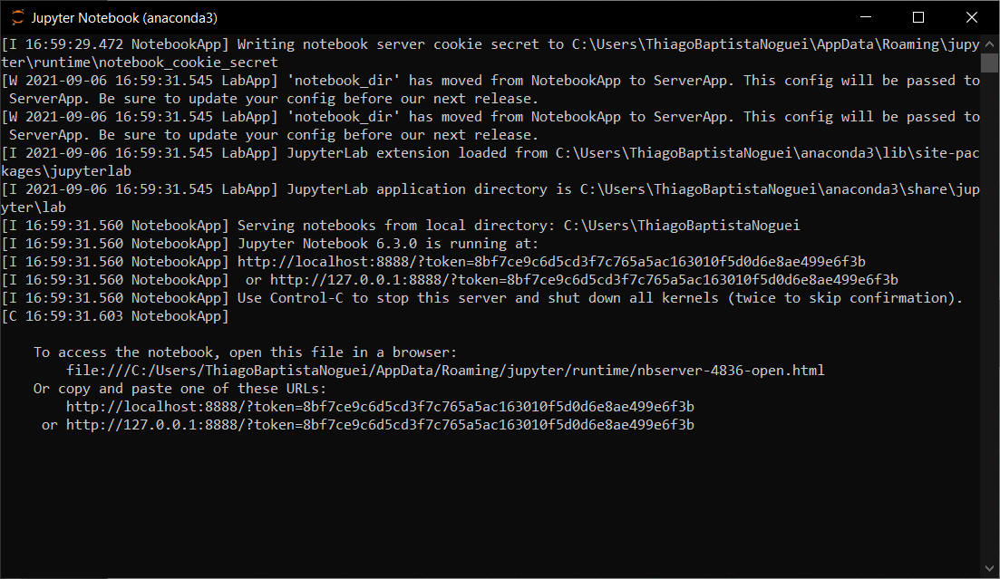 Jupyter Notebook (anaconda3)
[I 16:59:29.472 NotebookApp] Writing notebook server cookie secret to C:\Users\ThiagoBaptistaNoguei\AppData\Roaming\jupy
ter\runtime\notebook_cookie_secret
[W 2021-09-06 16:59:31.545 LabApp] 'notebook_dir' has moved from NotebookApp to ServerApp. This config will be passed to
 ServerApp. Be sure to update your config before our next release.
[W 2021-09-06 16:59:31.545 LabApp] 'notebook_dir' has moved from NotebookApp to ServerApp. This config will be passed to
 ServerApp. Be sure to update your config before our next release.
[I 2021-09-06 16:59:31.545 LabApp] JupyterLab extension loaded from C:\Users\ThiagoBaptistaNoguei\anaconda3\lib\site-pac
kages\jupyterlab
[I 2021-09-06 16:59:31.545 LabApp] JupyterLab application directory is C:\Users\ThiagoBaptistaNoguei\anaconda3\share\jup
yter\lab
[I 16:59:31.560 NotebookApp] Serving notebooks from local directory: C:\Users\ThiagoBaptistaNoguei
[I 16:59:31.560 NotebookApp] Jupyter Notebook 6.3.0 is running at:
[I 16:59:31.560 NotebookApp] http://localhost:8888/?token=8bf7ce9c6d5cd3f7c765a5ac163010f5d0d6e8ae499e6f3b
[I 16:59:31.560 NotebookApp]  or http://127.0.0.1:8888/?token=8bf7ce9c6d5cd3f7c765a5ac163010f5d0d6e8ae499e6f3b
[I 16:59:31.560 NotebookApp] Use Control-C to stop this server and shut down all kernels (twice to skip confirmation).
[C 16:59:31.603 NotebookApp]
    To access the notebook, open this file in a browser:
        file:///C:/Users/ThiagoBaptistaNoguei/AppData/Roaming/jupyter/runtime/nbserver-4836-open.html
    Or copy and paste one of these URLs:
        http://localhost:8888/?token=8bf7ce9c6d5cd3f7c765a5ac163010f5d0d6e8ae499e6f3b
     or http://127.0.0.1:8888/?token=8bf7ce9c6d5cd3f7c765a5ac163010f5d0d6e8ae499e6f3b